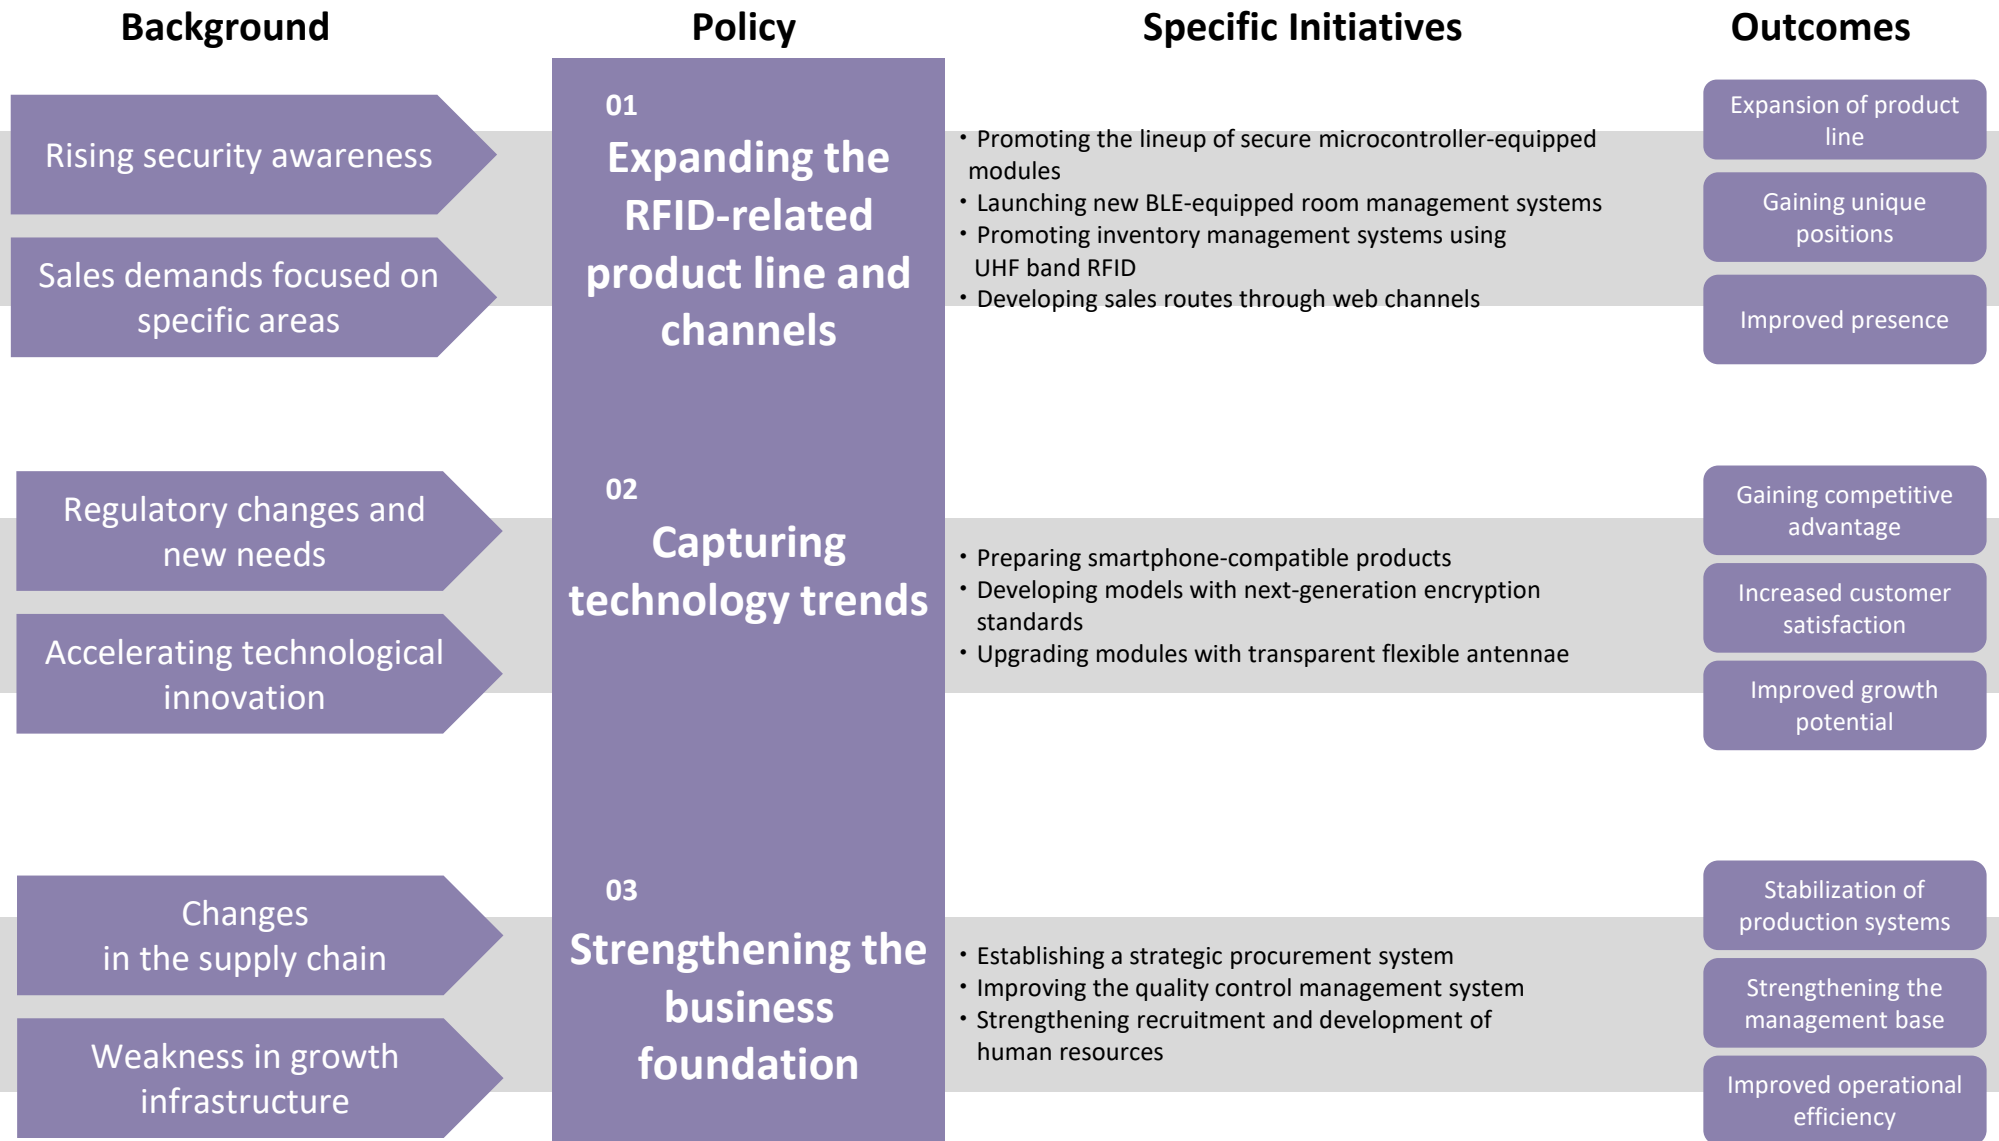 Background
Policy
Specific Initiatives
Outcomes
Rising security awareness
Sales demands focused on
specific areas
01
Expanding the
RFID-related
product line and
channels
・Promoting the lineup of secure microcontroller-equipped
modules
・Launching new BLE-equipped room management systems
・Promoting inventory management systems using
UHF band RFID
・Developing sales routes through web channels
Expansion of product
line
Gaining unique
positions
Improved presence
Regulatory changes and
new needs
Accelerating technological
innovation
02
Capturing
technology trends
・Preparing smartphone-compatible products
・Developing models with next-generation encryption
standards
・Upgrading modules with transparent flexible antennae
Gaining competitive
advantage
Increased customer
satisfaction
Improved growth
potential
Changes
in the supply chain
Weakness in growth
infrastructure
03
Strengthening the
business
foundation
・Establishing a strategic procurement system
・Improving the quality control management system
・Strengthening recruitment and development of
human resources
Stabilization of
production systems
Strengthening the
management base
Improved operational
efficiency